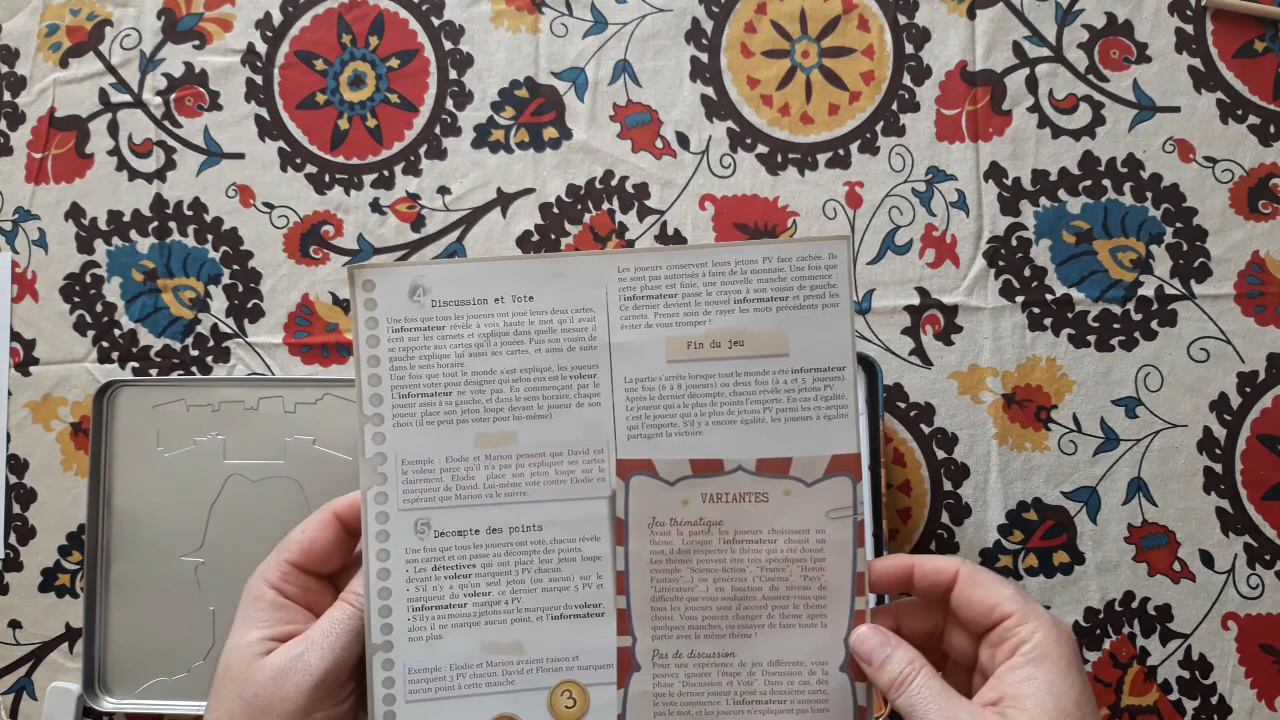 4
Discussion et Vote
Une fois que tous les joueurs ont joué leurs deux cartes,
l'informateur révèle à voix haute le mot qu'il avait
écrit sur les carnets et explique dans quelle mesure il
se rapporte aux cartes qu'il a jouées. Puis son voisin de
gauche explique lui aussi ses cartes, et ainsi de suite
dans le sens horaire.
Une fois que tout le monde s'est expliqué, les joueurs
peuvent voter pour désigner qui selon eux est le voleur.
L'informateur ne vote pas. En commençant par le
joueur assis à sa gauche, et dans le sens horaire, chaque
joueur place son jeton loupe devant le joueur de son
choix (il ne peut pas voter pour lui-même).
Exemple : Elodie et Marion pensent que David est
le voleur parce qu'il n'a pas pu expliquer ses cartes
clairement. Elodie place son jeton loupe sur le
marqueur de David. Lui-même vote contre Elodie en
espérant que Marion va le suivre.
5
Décompte des points
Une fois que tous les joueurs ont voté, chacun révèle
son carnet et on passe au décompte des points.
• Les détectives qui ont placé leur jeton loupe
devant le voleur marquent 3 PV chacun.
• S'il n'y a qu'un seul jeton (ou aucun) sur le
marqueur du voleur, ce dernier marque 5 PV et
l'informateur marque 4 PV.
• S'il y a au moins 2 jetons sur le marqueur du voleur,
alors il ne marque aucun point, et l'informateur
non plus.
Exemple : Elodie et Marion avaient raison et
marquent 3 PV chacun. David et Florian ne marquent
aucun point à cette manche.
3
Les joueurs conservent leurs jetons PV face cachée. Ils
ne sont pas autorisés à faire de la monnaie. Une fois que
cette phase est finie, une nouvelle manche commence :
l'informateur passe le crayon à son voisin de gauche.
Ce dernier devient le nouvel informateur et prend les
carnets. Prenez soin de rayer les mots précédents pour
éviter de vous tromper !
Fin du jeu
La partie s'arrête lorsque tout le monde a été informateur
une fois (6 à 8 joueurs) ou deux fois (à 4 et 5 joueurs).
Après le dernier décompte, chacun révèle ses jetons PV.
Le joueur qui a le plus de points l'emporte. En cas d'égalité,
c'est le joueur qui a le plus de jetons PV parmi les ex-aequo
qui l'emporte. S'il y a encore égalité, les joueurs à égalité
partagent la victoire.
VARIANTES
Jeu thématique
Avant la partie, les joueurs choisissent un
thème. Lorsque l'informateur choisit un
mot, il doit respecter le thème qui a été donné.
Les thèmes peuvent être très spécifiques (par
exemple "Science-fiction", "France", "Heroic
Fantasy"...) ou généraux ("Cinéma", "Pays",
"Littérature"...) en fonction du niveau de
difficulté que vous souhaitez. Assurez-vous que
tous les joueurs sont d'accord pour le thème
choisi. Vous pouvez changer de thème après
quelques manches, ou essayer de faire toute la
partie avec le même thème !
Pas de discussion
Pour une expérience de jeu différente, vous
pouvez ignorer l'étape de Discussion de la
phase "Discussion et Vote". Dans ce cas, dès
que le dernier joueur a posé sa deuxième carte,
le vote commence. L'informateur n'annonce
pas le mot, et les joueurs n'expliquent pas leurs